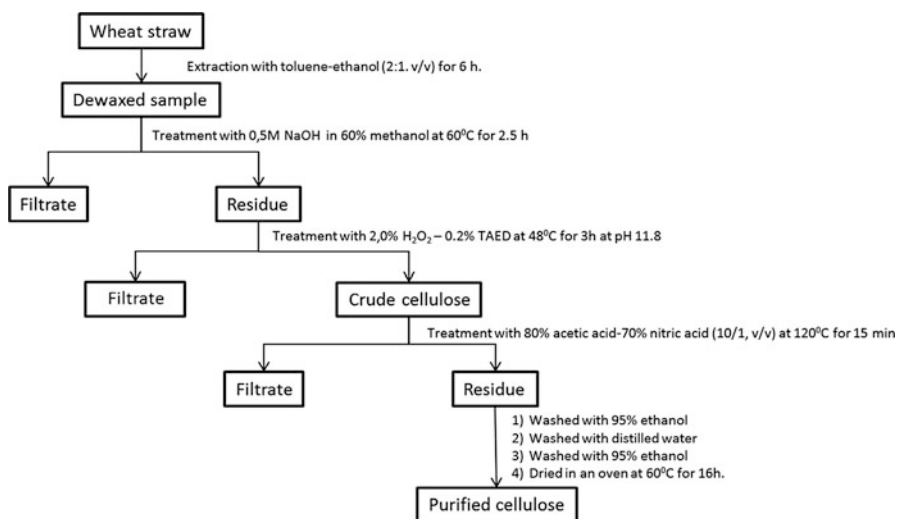 Wheat straw
Extraction with toluene-ethanol (2:1. v/v) for 6 h.
Dewaxed sample
Treatment with 0,5M NaOH in 60% methanol at 60⁰C for 2.5 h
Filtrate
Residue
Treatment with 2,0% H₂O₂ – 0.2% TAED at 48⁰C for 3h at pH 11.8
Filtrate
Crude cellulose
Treatment with 80% acetic acid-70% nitric acid (10/1, v/v) at 120⁰C for 15 min
Filtrate
Residue
1) Washed with 95% ethanol
2) Washed with distilled water
3) Washed with 95% ethanol
4) Dried in an oven at 60⁰C for 16h.
Purified cellulose